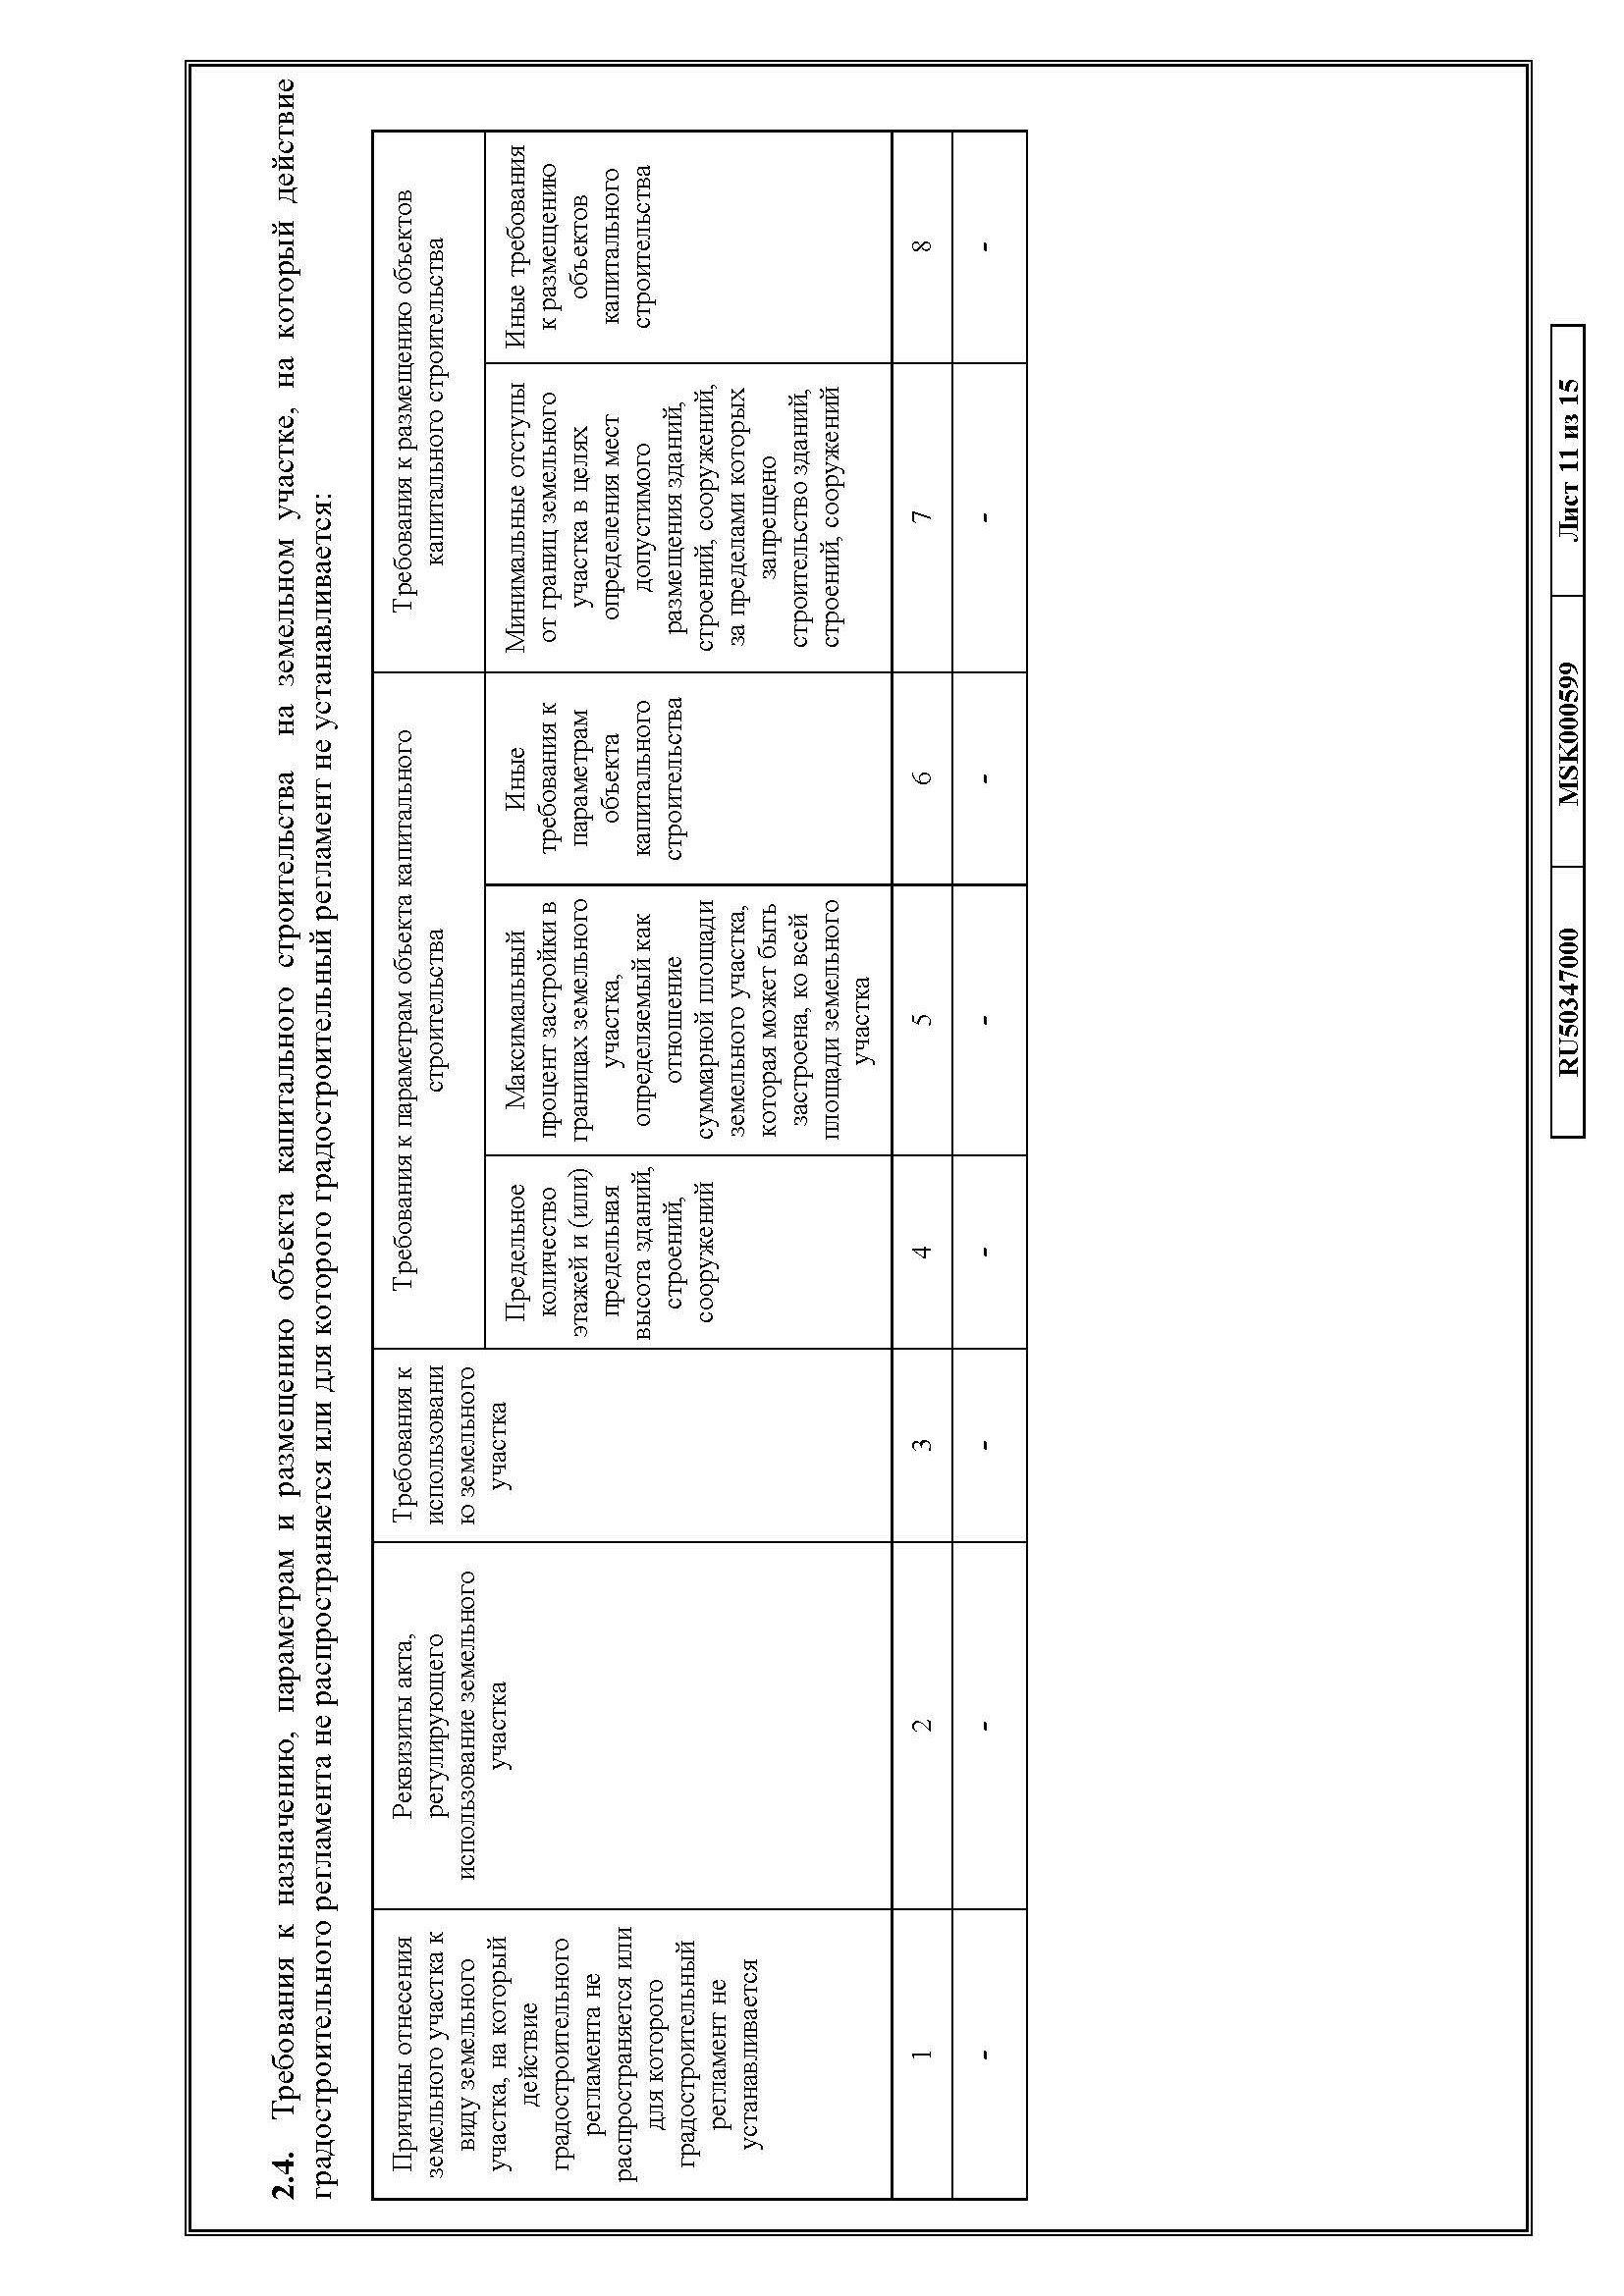 2.4. Требования к назначению, параметрам и размещению объекта капитального строительства на земельном участке, на который действие
градостроительного регламента не распространяется или для которого градостроительный регламент не устанавливается:
Причины отнесения
земельного участка к
виду земельного
участка, на который
действие
градостроительного
регламента не
распространяется или
для которого
градостроительный
регламент не
устанавливается
Реквизиты акта,
регулирующего
использование земельного
участка
Требования к
использовани
ю земельного
участка
Требования к параметрам объекта капитального
строительства
Требования к размещению объектов
капитального строительства
Предельное
количество
этажей и (или)
предельная
высота зданий,
строений,
сооружений
Максимальный
процент застройки в
границах земельного
участка,
определяемый как
отношение
суммарной площади
земельного участка,
которая может быть
застроена, ко всей
площади земельного
участка
Иные
требования к
параметрам
объекта
капитального
строительства
Минимальные отступы
от границ земельного
участка в целях
определения мест
допустимого
размещения зданий,
строений, сооружений,
за пределами которых
запрещено
строительство зданий,
строений, сооружений
Иные требования
к размещению
объектов
капитального
строительства
1 2 3 4 5 6 7 8
- - - - - - - -
RU50347000 MSK000599 Лист 11 из 15